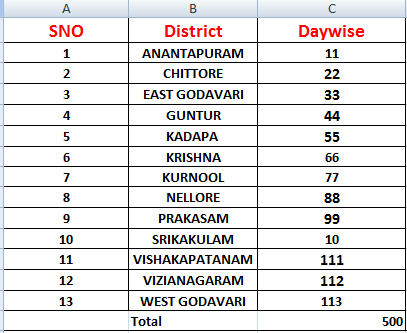 A B C
SNO District Daywise
1 ANANTAPURAM 11
2 CHITTORE 22
3 EAST GODAVARI 33
4 GUNTUR 44
5 KADAPA 55
6 KRISHNA 66
7 KURNOOL 77
8 NELLORE 88
9 PRAKASAM 99
10 SRIKAKULAM 10
11 VISHAKAPATANAM 111
12 VIZIANAGARAM 112
13 WEST GODAVARI 113
Total 500